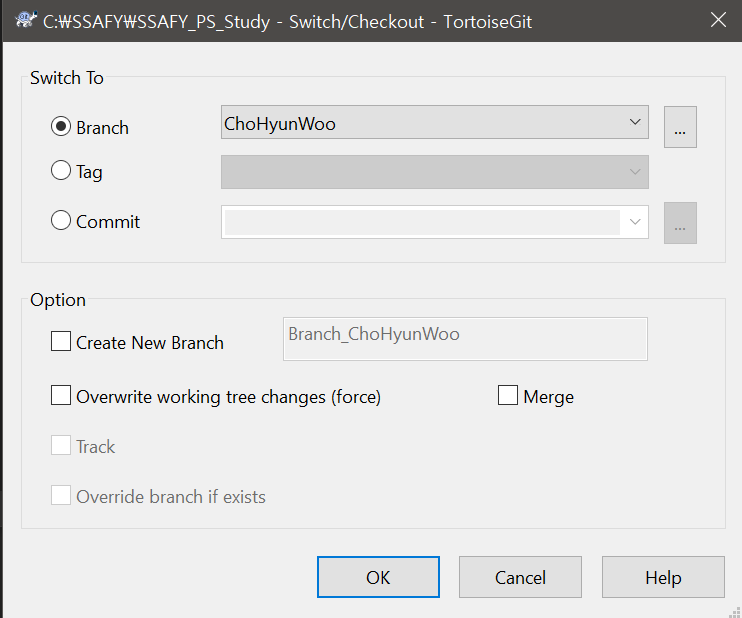 C:₩SSAFY₩SSAFY_PS_Study - Switch/Checkout - TortoiseGit
Switch To
Branch
ChoHyunWoo
...
Tag
Commit
...
Option
Create New Branch
Branch_ChoHyunWoo
Overwrite working tree changes (force)
Merge
Track
Override branch if exists
OK
Cancel
Help